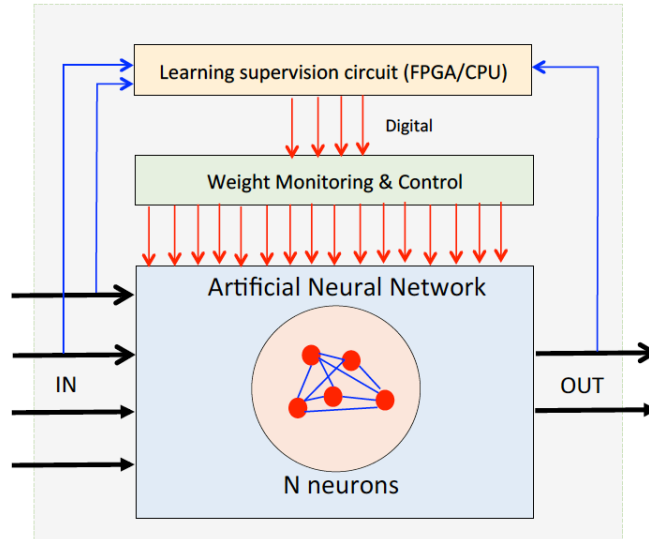 Learning supervision circuit (FPGA/CPU)
Digital
Weight Monitoring & Control
Artificial Neural Network
IN
OUT
N neurons